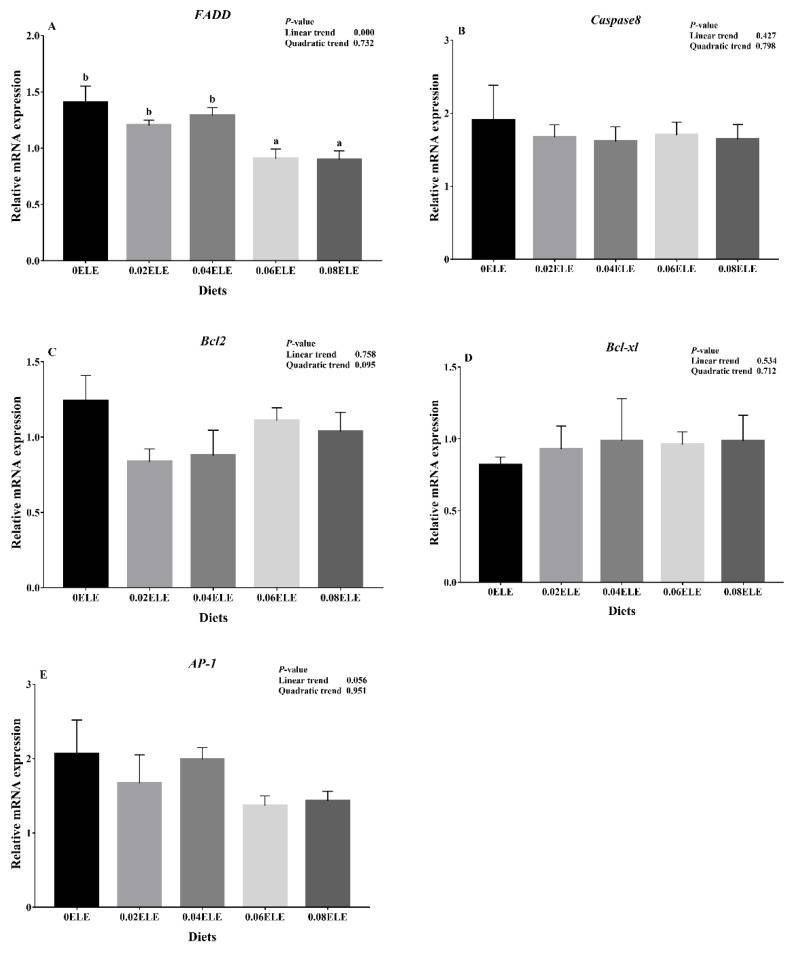 FADD
A
P-value
Linear trend 0.000
Quadratic trend 0.732
Relative mRNA expression
2.0
1.5
1.0
0.5
0.0
b
b
b
a
a
0ELE 0.02ELE 0.04ELE 0.06ELE 0.08ELE
Diets
Caspase8
B
P-value
Linear trend 0.427
Quadratic trend 0.798
Relative mRNA expression
3
2
1
0
0ELE 0.02ELE 0.04ELE 0.06ELE 0.08ELE
Diets
Bcl2
C
P-value
Linear trend 0.758
Quadratic trend 0.095
Relative mRNA expression
1.5
1.0
0.5
0.0
0ELE 0.02ELE 0.04ELE 0.06ELE 0.08ELE
Diets
Bcl-xl
D
P-value
Linear trend 0.534
Quadratic trend 0.712
Relative mRNA expression
1.5
1.0
0.5
0.0
0ELE 0.02ELE 0.04ELE 0.06ELE 0.08ELE
Diets
AP-1
E
P-value
Linear trend 0.056
Quadratic trend 0.951
Relative mRNA expression
3
2
1
0
0ELE 0.02ELE 0.04ELE 0.06ELE 0.08ELE
Diets